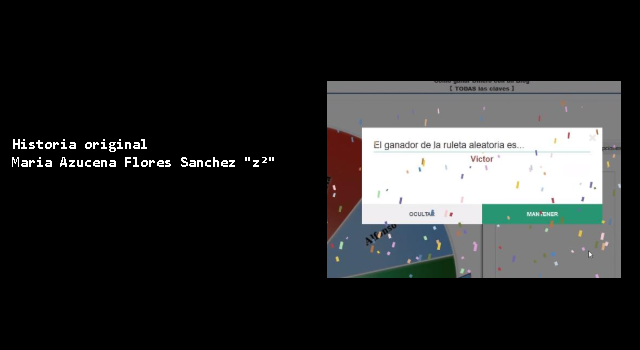 Historia original
Maria Azucena Flores Sanchez "z²"
[ TODAS las claves ]
El ganador de la ruleta aleatoria es...
Victor
OCULTAR
MANTENER
Alfonso